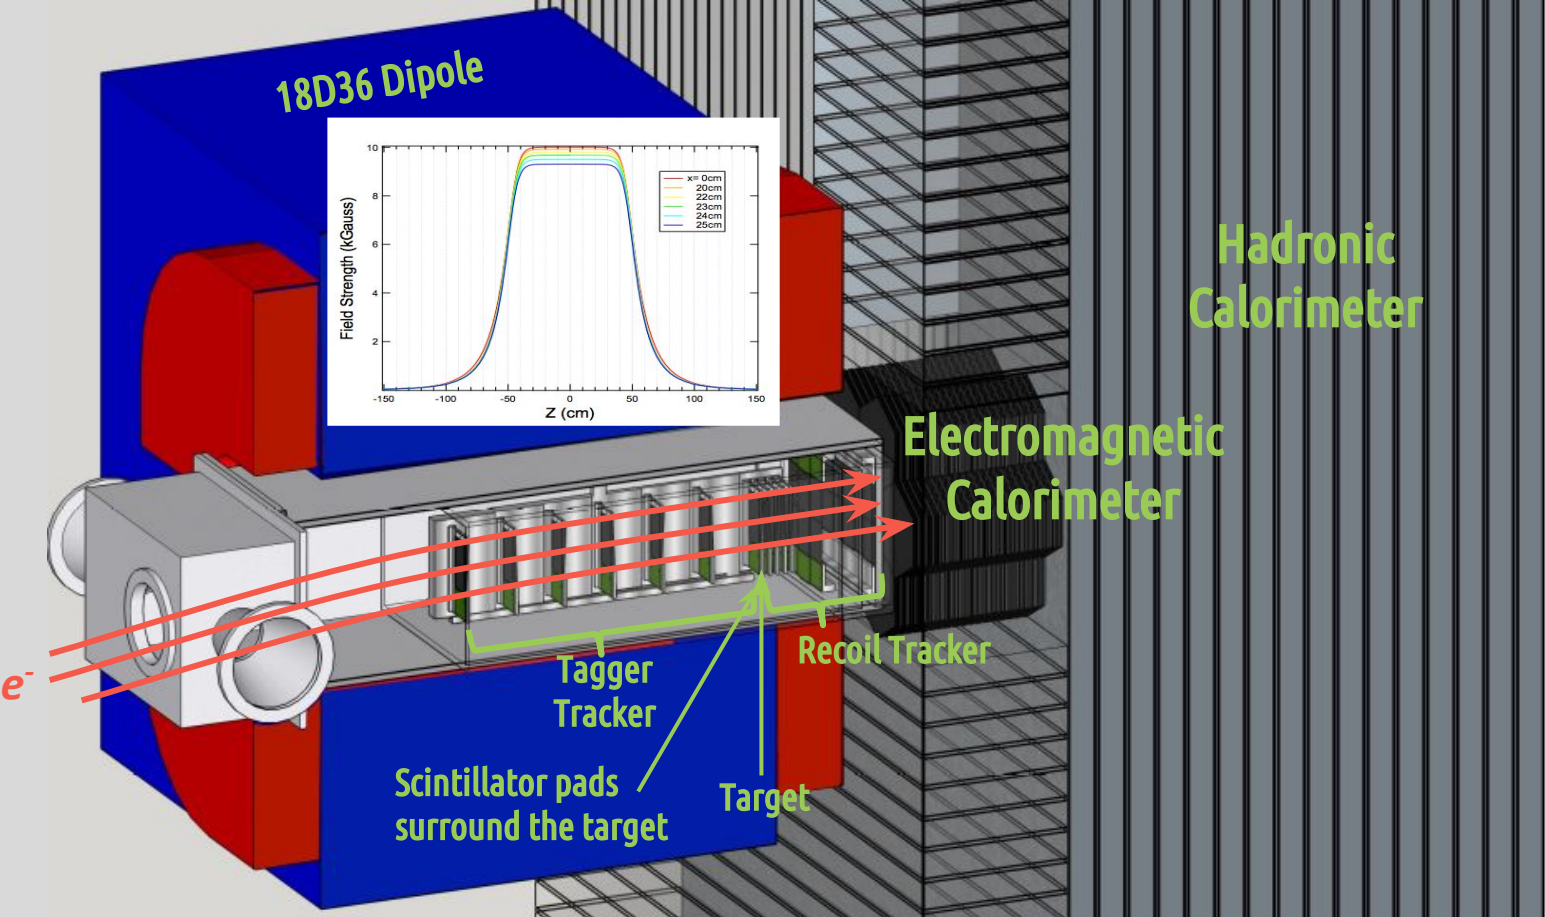 18D36 Dipole
10
8
6
4
2
Field Strength (kGauss)
-150 -100 -50 0 50 100 150
Z (cm)
x= 0cm
20cm
22cm
23cm
24cm
25cm
Hadronic
Calorimeter
Electromagnetic
Calorimeter
Recoil Tracker
Tagger
Tracker
e-
Scintillator pads
surround the target
Target